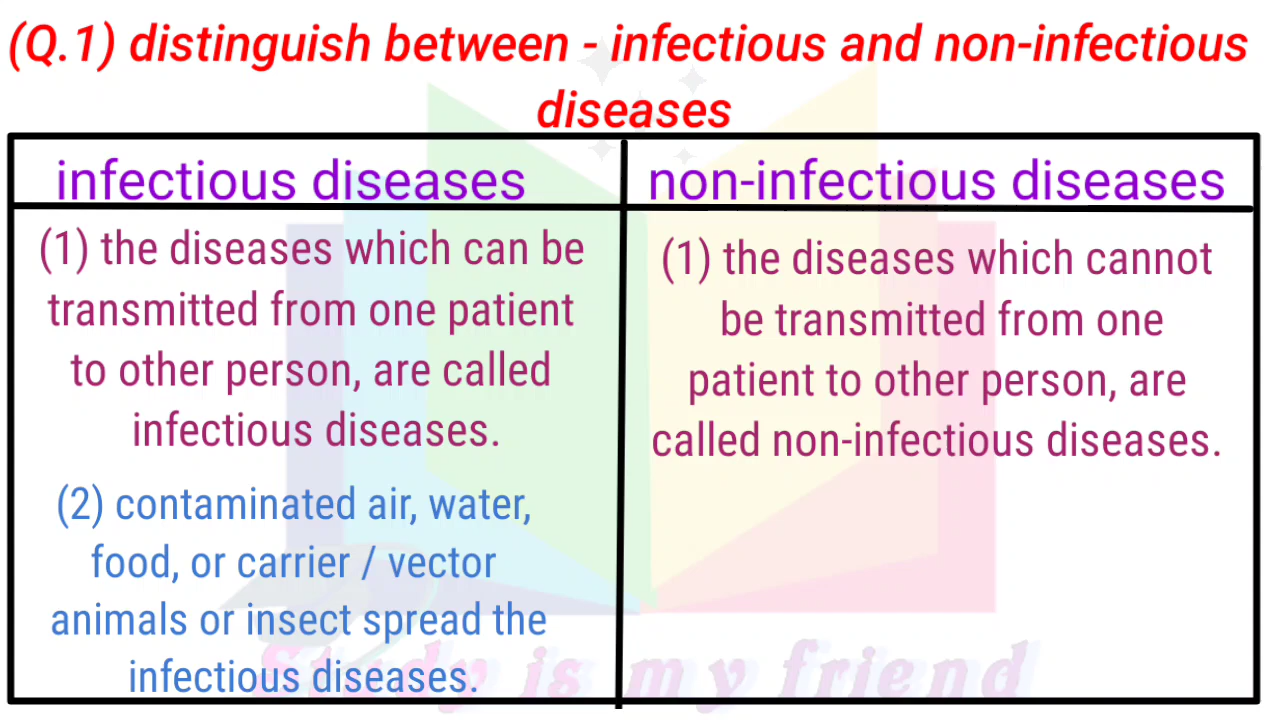 (Q.1) distinguish between - infectious and non-infectious
diseases
infectious diseases
non-infectious diseases
(1) the diseases which can be
transmitted from one patient
to other person, are called
infectious diseases.
(2) contaminated air, water,
food, or carrier / vector
animals or insect spread the
infectious diseases.
(1) the diseases which cannot
be transmitted from one
patient to other person, are
called non-infectious diseases.
Study is my friend